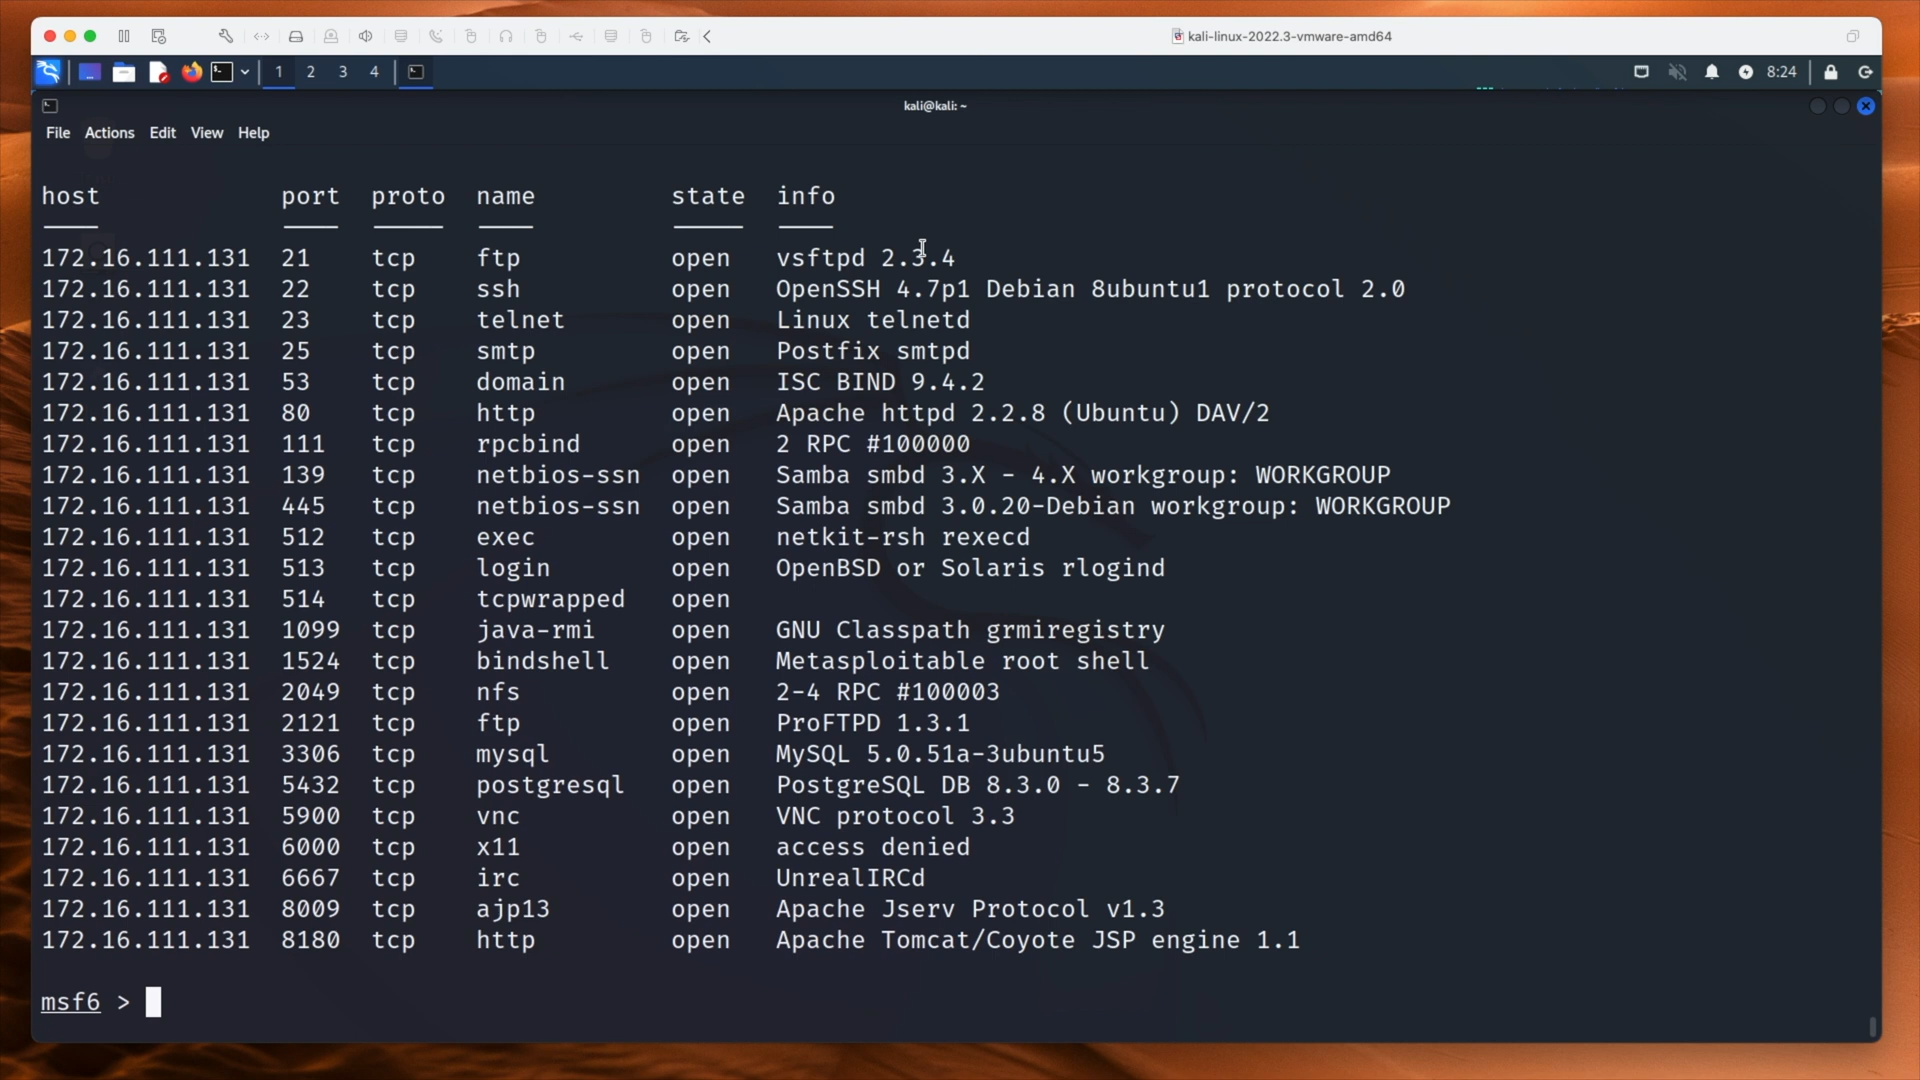 kali-linux-2022.3-vmware-amd64
1 2 3 4 8:24
kali@kali: ~
File Actions Edit View Help
host port proto name state info
172.16.111.131 21 tcp ftp open vsftpd 2.3.4
172.16.111.131 22 tcp ssh open OpenSSH 4.7p1 Debian 8ubuntu1 protocol 2.0
172.16.111.131 23 tcp telnet open Linux telnetd
172.16.111.131 25 tcp smtp open Postfix smtpd
172.16.111.131 53 tcp domain open ISC BIND 9.4.2
172.16.111.131 80 tcp http open Apache httpd 2.2.8 (Ubuntu) DAV/2
172.16.111.131 111 tcp rpcbind open 2 RPC #100000
172.16.111.131 139 tcp netbios-ssn open Samba smbd 3.X - 4.X workgroup: WORKGROUP
172.16.111.131 445 tcp netbios-ssn open Samba smbd 3.0.20-Debian workgroup: WORKGROUP
172.16.111.131 512 tcp exec open netkit-rsh rexecd
172.16.111.131 513 tcp login open OpenBSD or Solaris rlogind
172.16.111.131 514 tcp tcpwrapped open
172.16.111.131 1099 tcp java-rmi open GNU Classpath grmiregistry
172.16.111.131 1524 tcp bindshell open Metasploitable root shell
172.16.111.131 2049 tcp nfs open 2-4 RPC #100003
172.16.111.131 2121 tcp ftp open ProFTPD 1.3.1
172.16.111.131 3306 tcp mysql open MySQL 5.0.51a-3ubuntu5
172.16.111.131 5432 tcp postgresql open PostgreSQL DB 8.3.0 - 8.3.7
172.16.111.131 5900 tcp vnc open VNC protocol 3.3
172.16.111.131 6000 tcp x11 open access denied
172.16.111.131 6667 tcp irc open UnrealIRCd
172.16.111.131 8009 tcp ajp13 open Apache Jserv Protocol v1.3
172.16.111.131 8180 tcp http open Apache Tomcat/Coyote JSP engine 1.1
msf6 >